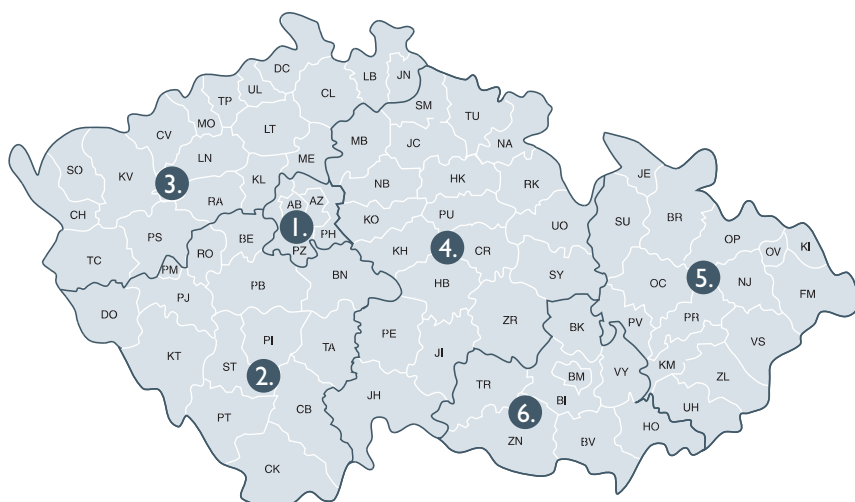 DC
LB
JN
UL
CL
TP
SM
TU
MO
CV
LT
MB
JC
NA
LN
ME
SO
KV
3.
KL
NB
HK
RK
JE
RA
AB
AZ
CH
KO
PU
SU
BR
PS
1.
PH
UO
BE
RO
PZ
KH
4.
CR
OP
OV
KI
TC
PM
BN
SY
PJ
PB
HB
OC
5.
NJ
FM
DO
ZR
PV
PR
BK
PI
TA
PE
JI
VS
KT
ST
2.
KM
VY
BM
ZL
TR
JH
BI
CB
PT
6.
UH
HO
ZN
BV
CK